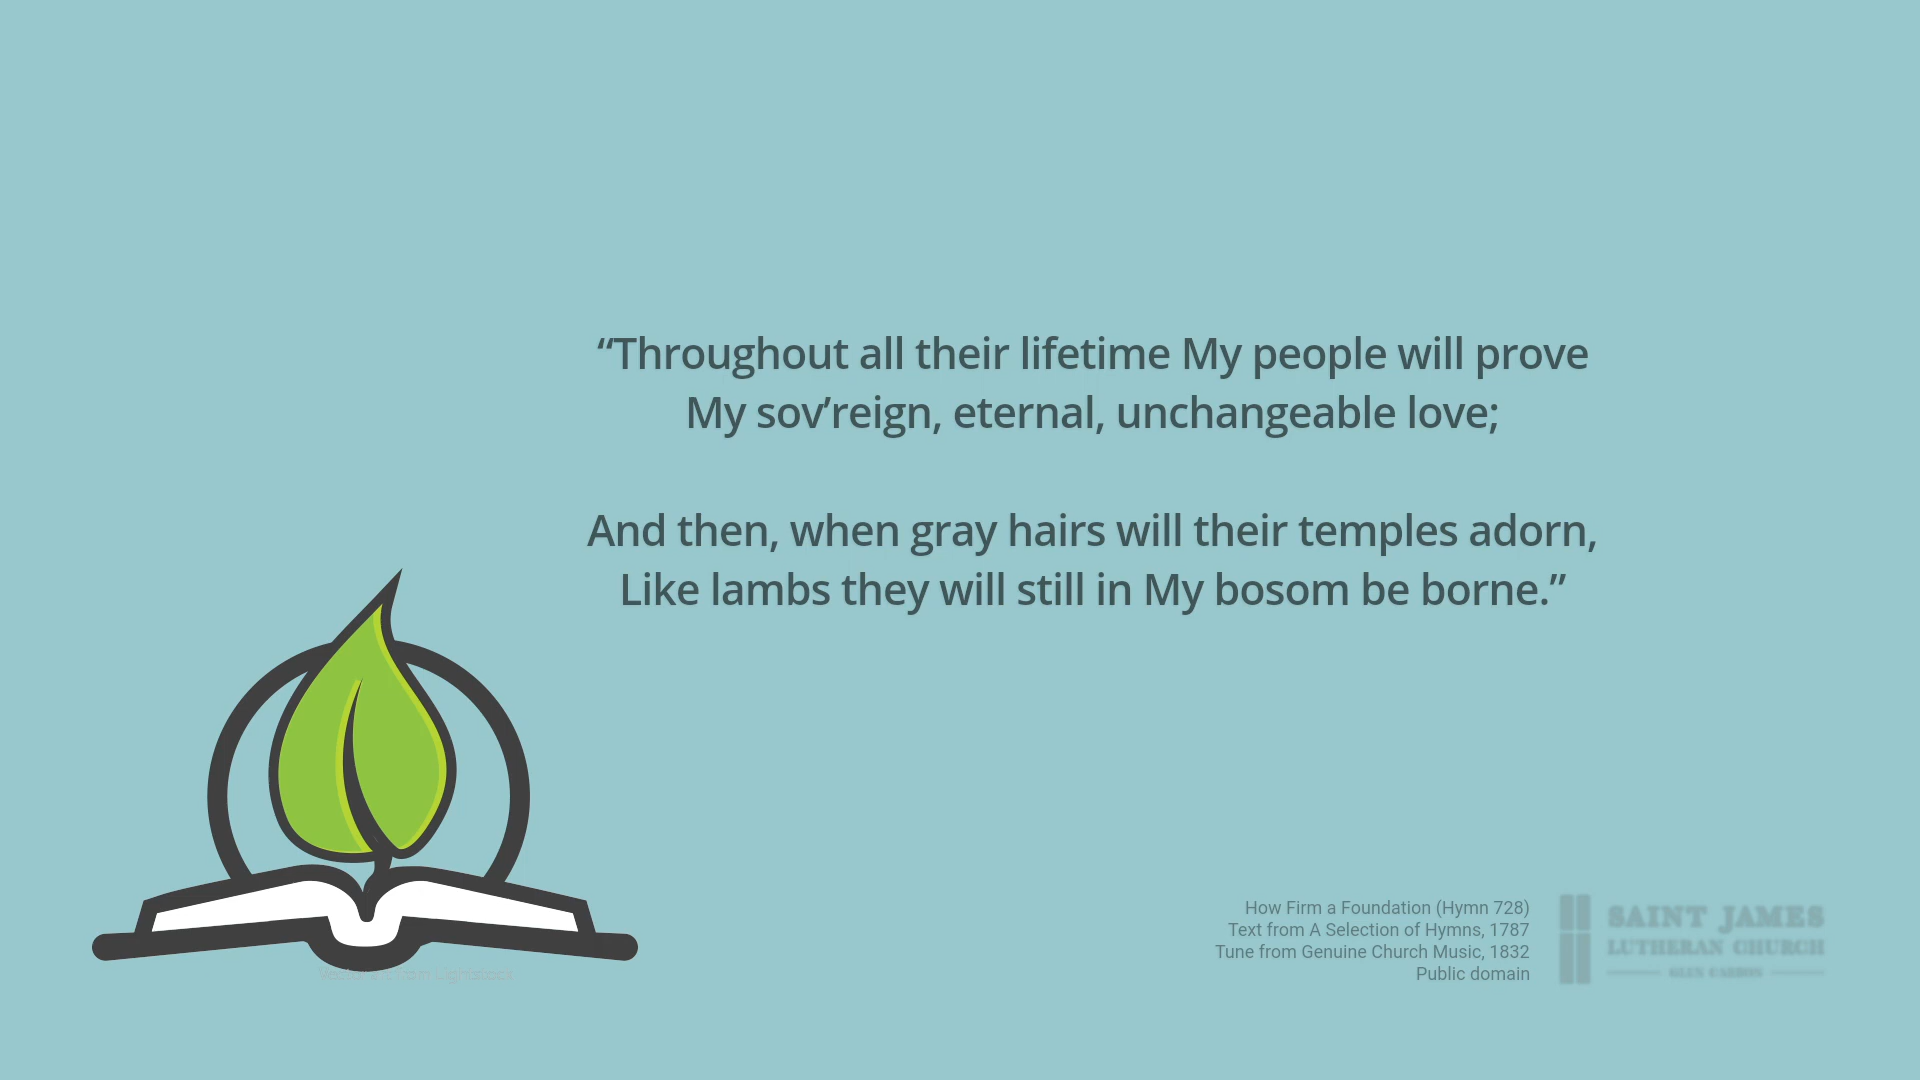 “Throughout all their lifetime My people will prove
My sov’reign, eternal, unchangeable love;
And then, when gray hairs will their temples adorn,
Like lambs they will still in My bosom be borne.”
How Firm a Foundation (Hymn 728)
Text from A Selection of Hymns, 1787
Tune from Genuine Church Music, 1832
Public domain
SAINT JAMES
LUTHERAN CHURCH
GLEN CARBON